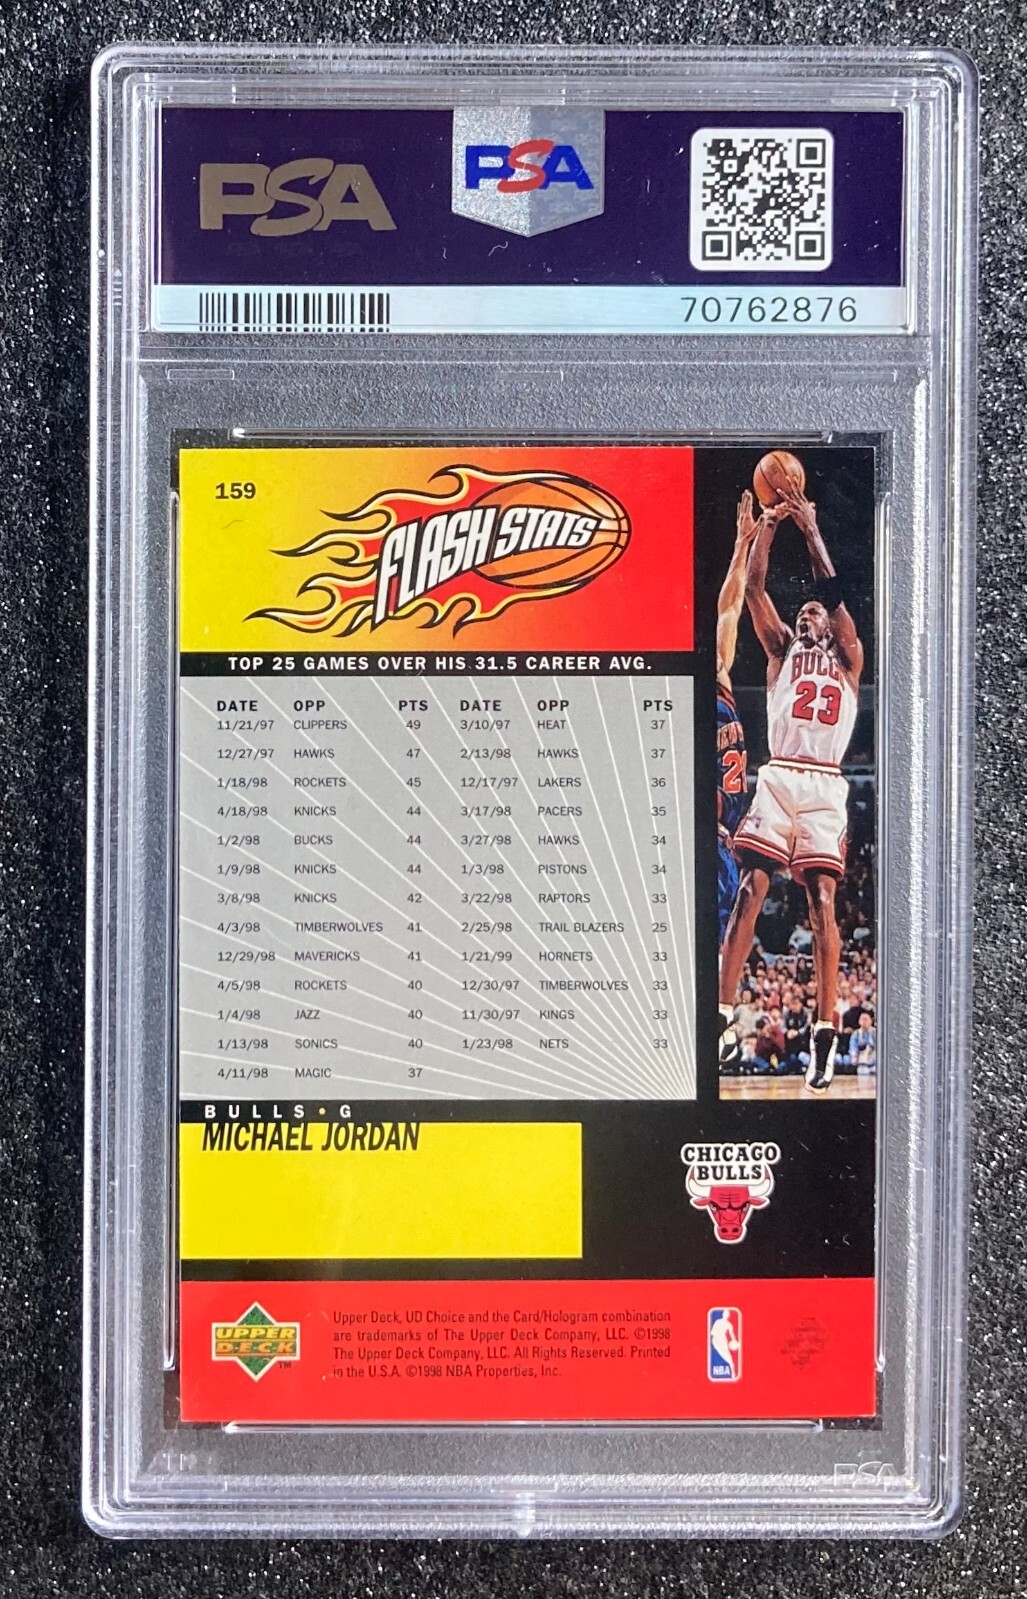 PSA
PSA
70762876
159
FLASH STATS
TOP 25 GAMES OVER HIS 31.5 CAREER AVG.
DATE OPP PTS DATE OPP PTS
11/21/97 CLIPPERS 49 3/10/97 HEAT 37
12/27/97 HAWKS 47 2/13/98 HAWKS 37
1/18/98 ROCKETS 45 12/17/97 LAKERS 36
4/18/98 KNICKS 44 3/17/98 PACERS 35
1/2/98 BUCKS 44 3/27/98 HAWKS 34
1/9/98 KNICKS 44 1/3/98 PISTONS 34
3/8/98 KNICKS 42 3/22/98 RAPTORS 33
4/3/98 TIMBERWOLVES 41 2/25/98 TRAIL BLAZERS 25
12/29/98 MAVERICKS 41 1/21/99 HORNETS 33
4/5/98 ROCKETS 40 12/30/97 TIMBERWOLVES 33
1/4/98 JAZZ 40 11/30/97 KINGS 33
1/13/98 SONICS 40 1/23/98 NETS 33
4/11/98 MAGIC 37
BULLS
23
BULLS • G
MICHAEL JORDAN
CHICAGO
BULLS
UPPER
DECK
TM
Upper Deck, UD Choice and the Card/Hologram combination
are trademarks of The Upper Deck Company, LLC. ©1998
The Upper Deck Company, LLC. All Rights Reserved. Printed
in the U.S.A. ©1998 NBA Properties, Inc.
NBA
PSA